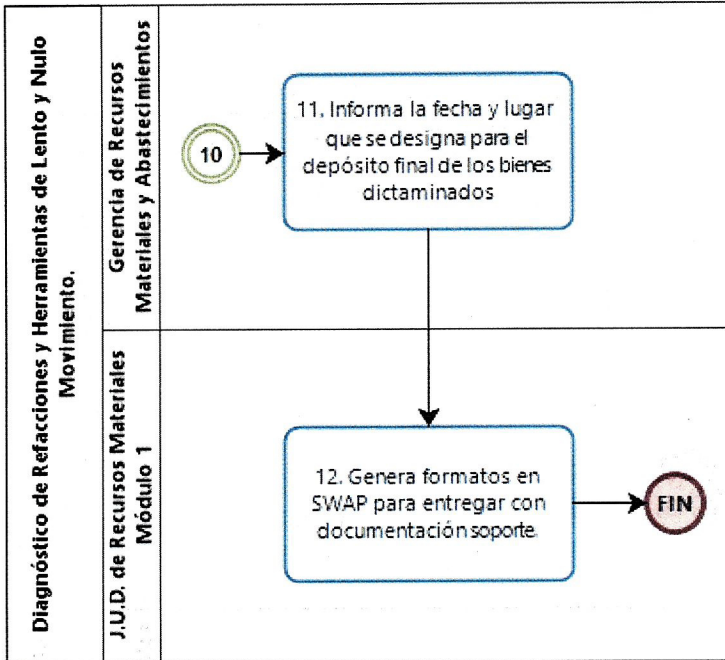 Diagnóstico de Refacciones y Herramientas de Lento y Nulo
Movimiento.
Gerencia de Recursos
Materiales y Abastecimientos
10
11. Informa la fecha y lugar
que se designa para el
depósito final de los bienes
dictaminados
J.U.D. de Recursos Materiales
Módulo 1
12. Genera formatos en
SWAP para entregar con
documentación soporte.
FIN